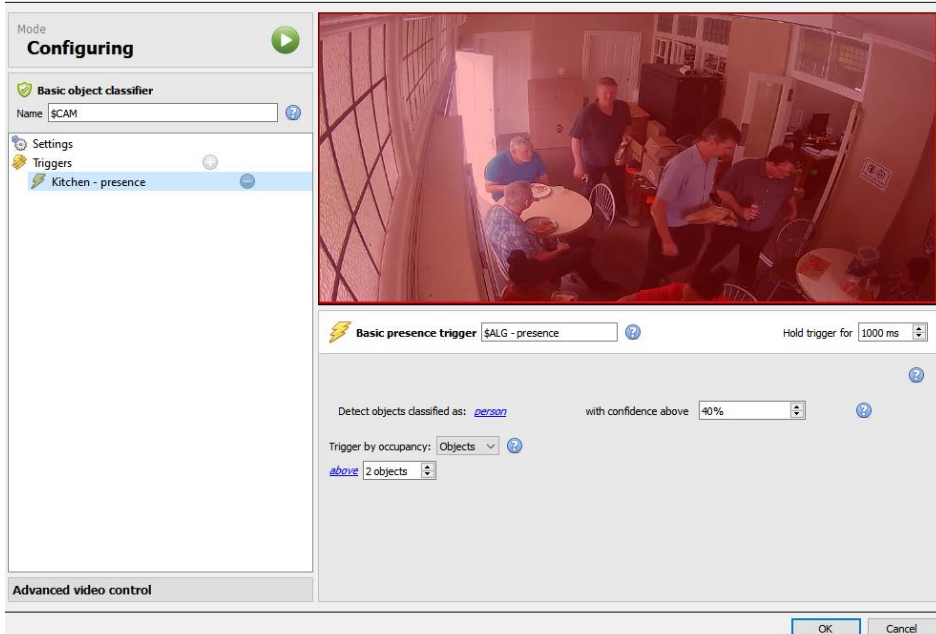 Mode
Configuring
Basic object classifier
Name $CAM
Settings
Triggers
Kitchen - presence
Advanced video control
Basic presence trigger $ALG - presence
Hold trigger for 1000 ms
Detect objects classified as: person with confidence above 40%
Trigger by occupancy: Objects
above 2 objects
OK Cancel